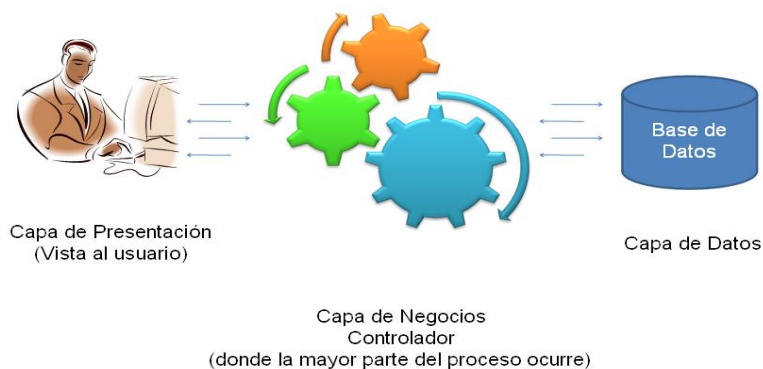 Base de
Datos
Capa de Presentación
(Vista al usuario)
Capa de Datos
Capa de Negocios
Controlador
(donde la mayor parte del proceso ocurre)